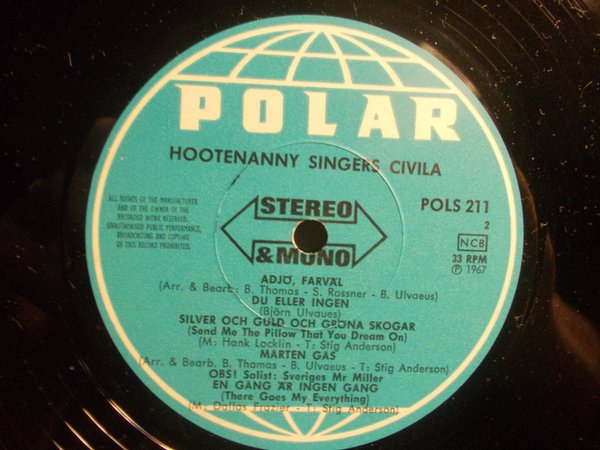 POLAR
HOOTENANNY SINGERS CIVILA
ALL RIGHTS OF THE MANUFACTURER
AND OF THE OWNER OF THE
RECORDED WORK RESERVED.
UNAUTHORISED PUBLIC PERFORMANCE,
BROADCASTING AND COPYING
OF THIS RECORD PROHIBITED.
STEREO
& MONO
POLS 211
2
NCB
33 RPM
Ⓟ 1967
ADJÖ, FARVÄL
(Arr. & Bearb: B. Thomas - S. Rossner - B. Ulvaeus)
DU ELLER INGEN
(Björn Ulvaues)
SILVER OCH GULD OCH GRÖNA SKOGAR
(Send Me The Pillow That You Dream On)
(M: Hank Locklin - T: Stig Anderson)
MÅRTEN GÅS
(Arr. & Bearb. B. Thomas - B. Ulvaeus - T: Stig Anderson)
OBS! Solist: Sveriges Mr Miller
EN GÅNG ÄR INGEN GÅNG
(There Goes My Everything)
(M: Dallas Frazier - T: Stig Anderson)